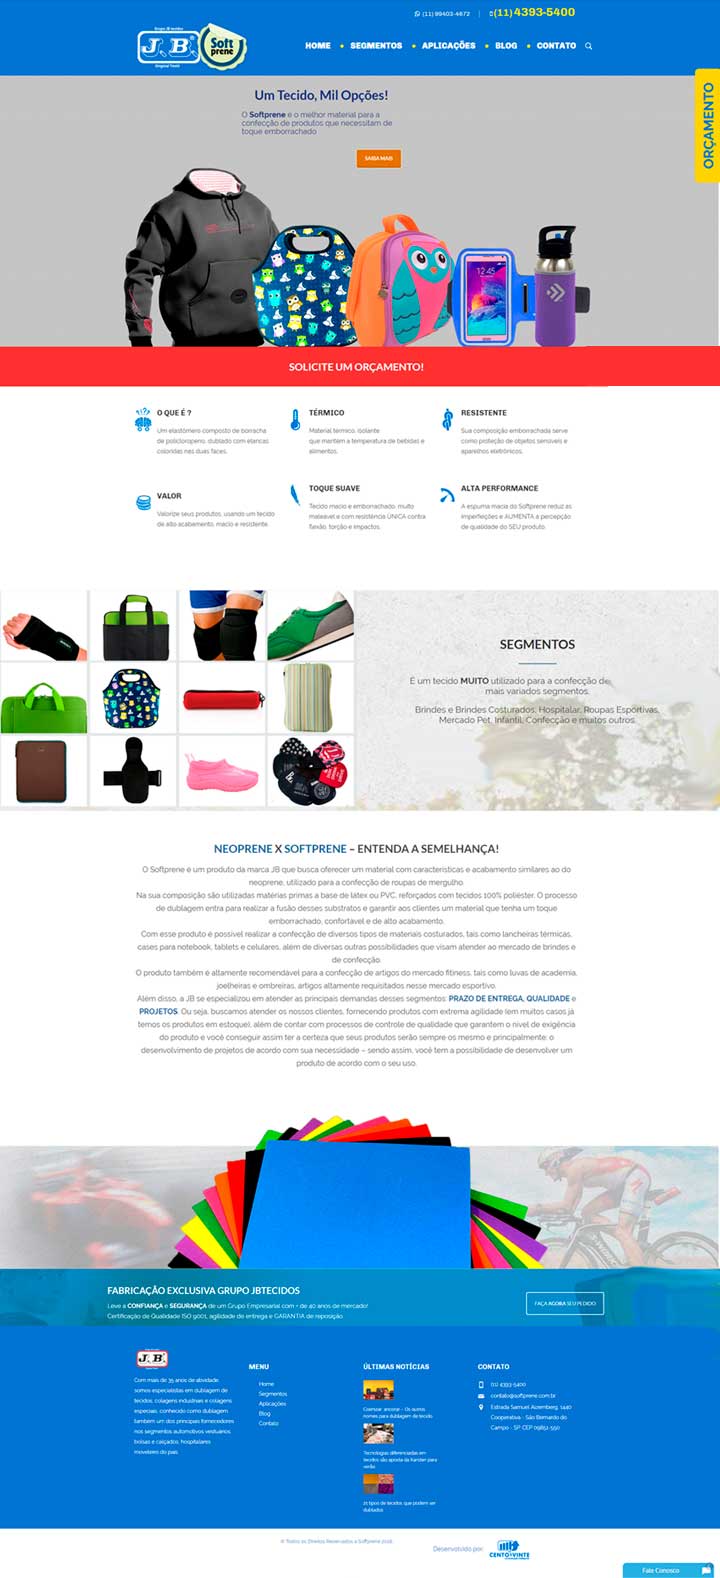 (11) 99403-4672
(11) 4393-5400
Grupo JB tecidos
J.B.
Original Textil
Soft
prene
HOME
SEGMENTOS
APLICAÇÕES
BLOG
CONTATO
ORÇAMENTO
Um Tecido, Mil Opções!
O Softprene é o melhor material para a
confecção de produtos que necessitam de
toque emborrachado
SAIBA MAIS
12:45
SOLICITE UM ORÇAMENTO!
O QUE É ?
Um elastômero composto de borracha
de policloropeno, dublado com elancas
coloridas nas duas faces.
TÉRMICO
Material térmico, isolante
que mantém a temperatura de bebidas e
alimentos.
RESISTENTE
Sua composição emborrachada serve
como proteção de objetos sensíveis e
aparelhos eletrônicos.
VALOR
Valorize seus produtos, usando um tecido
de alto acabamento, macio e resistente.
TOQUE SUAVE
Tecido macio e emborrachado, muito
maleável e com resistência ÚNICA contra
flexão, torção e impactos.
ALTA PERFORMANCE
A espuma macia do Softprene reduz as
imperfeições e AUMENTA a percepção
de qualidade do SEU produto.
SEGMENTOS
É um tecido MUITO utilizado para a confecção de
mais variados segmentos.
Brindes e Brindes Costurados, Hospitalar, Roupas Esportivas,
Mercado Pet, Infantil, Confecção e muitos outros.
NEOPRENE X SOFTPRENE – ENTENDA A SEMELHANÇA!
O Softprene é um produto da marca JB que busca oferecer um material com características e acabamento similares ao do
neoprene, utilizado para a confecção de roupas de mergulho.
Na sua composição são utilizadas matérias primas a base de látex ou PVC, reforçados com tecidos 100% poliéster. O processo
de dublagem entra para realizar a fusão desses substratos e garantir aos clientes um material que tenha um toque
emborrachado, confortável e de alto acabamento.
Com esse produto é possível realizar a confecção de diversos tipos de materiais costurados, tais como lancheiras térmicas,
cases para notebook, tablets e celulares, além de diversas outras possibilidades que visam atender ao mercado de brindes e
de confecção.
O produto também é altamente recomendável para a confecção de artigos do mercado fitness, tais como luvas de academia,
joelheiras e ombreiras, artigos altamente requisitados nesse mercado esportivo.
Além disso, a JB se especializou em atender as principais demandas desses segmentos: PRAZO DE ENTREGA, QUALIDADE e
PROJETOS. Ou seja, buscamos atender os nossos clientes, fornecendo produtos com extrema agilidade (em muitos casos já
temos os produtos em estoque), além de contar com processos de controle de qualidade que garantem o nível de exigência
do produto e você conseguir assim ter a certeza que seus produtos serão sempre os mesmo e principalmente: o
desenvolvimento de projetos de acordo com sua necessidade – sendo assim, você tem a possibilidade de desenvolver um
produto de acordo com o seu uso.
FABRICAÇÃO EXCLUSIVA GRUPO JBTECIDOS
Leve a CONFIANÇA e SEGURANÇA de um Grupo Empresarial com + de 40 anos de mercado!
Certificação de Qualidade ISO 9001, agilidade de entrega e GARANTIA de reposição
FAÇA AGORA SEU PEDIDO
J.B.
Com mais de 35 anos de atividade,
somos especialistas em dublagem de
tecidos, colagens industriais e colagens
especiais, conhecido como dublagem,
também um dos principais fornecedores
nos segmentos automotivos vestuários
bolsas e calçados, hospitalares
moveleiro do país.
MENU
Home
Segmentos
Aplicações
Blog
Contato
ÚLTIMAS NOTÍCIAS
Coamizar, ancorar - Os outros
nomes para dublagem de tecido.
Tecnologias diferenciadas em
tecidos são aposta da Karsten para
verão
21 tipos de tecidos que podem ser
dublados
CONTATO
(11) 4393-5400
contato@softprene.com.br
Estrada Samuel Aizemberg, 1440
Cooperativa - São Bernardo do
Campo - SP. CEP 09851-550
© Todos os Direitos Reservados a Softprene 2016.
Desenvolvido por:
CENTOEVINTE
Fale Conosco